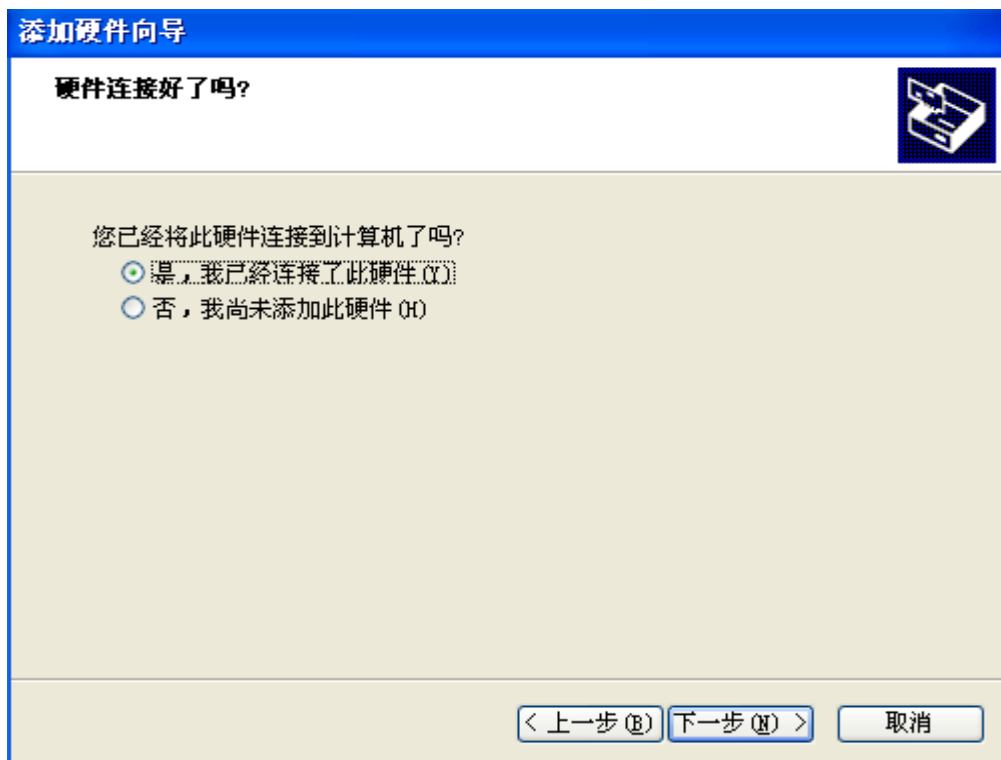 添加硬件向导
硬件连接好了吗?
您已经将此硬件连接到计算机了吗?
是，我已经连接了此硬件(Y)
否，我尚未添加此硬件(H)
< 上一步(B) 下一步(N) > 取消